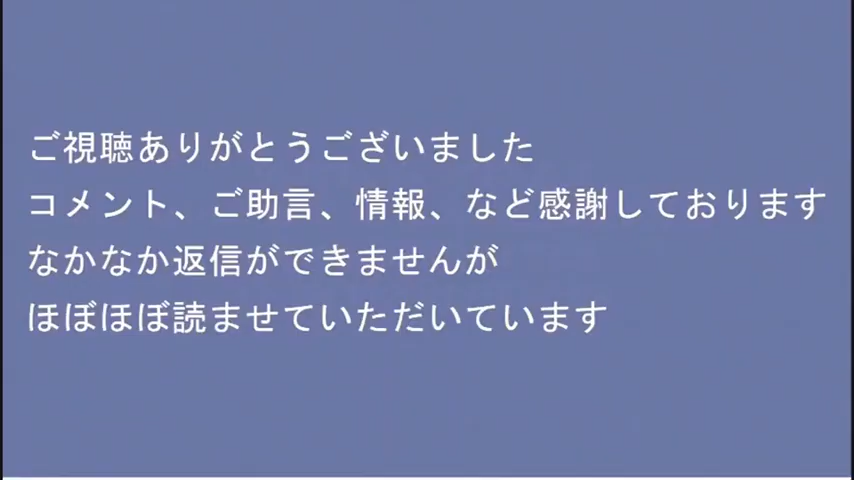 ご視聴ありがとうございました
コメント、ご助言、情報、など感謝しております
なかなか返信ができませんが
ほぼほぼ読ませていただいています